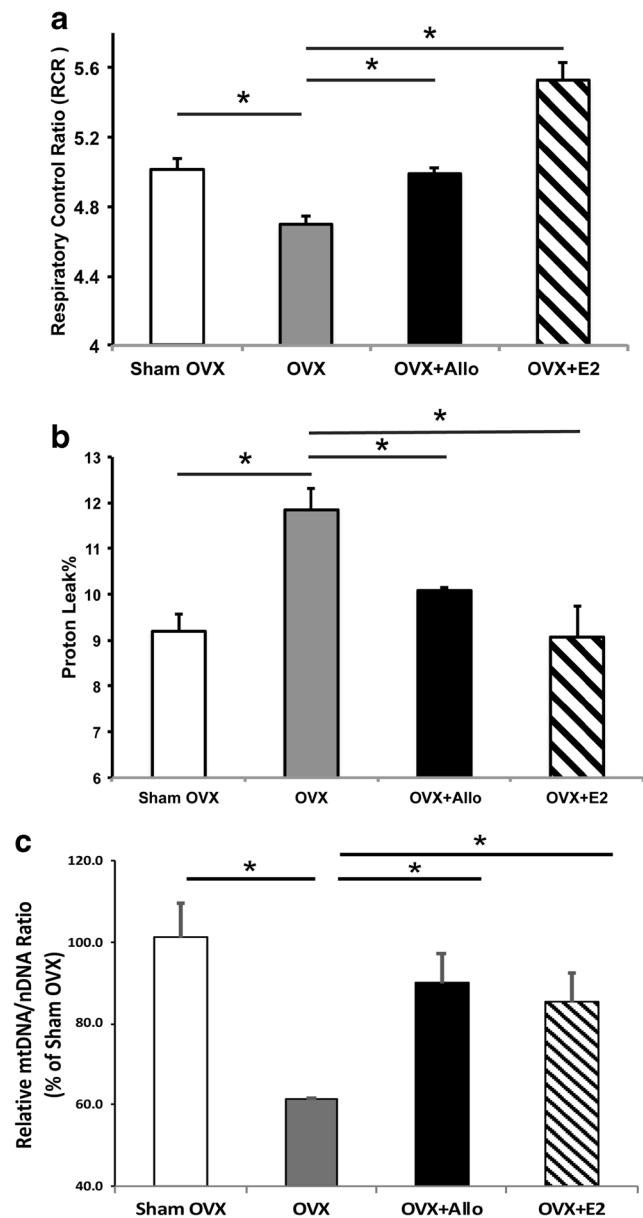 a
Respiratory Control Ratio (RCR)
5.6
5.2
4.8
4.4
4
*
*
*
Sham OVX OVX OVX+Allo OVX+E2
b
Proton Leak%
13
12
11
10
9
8
7
6
*
*
*
Sham OVX OVX OVX+Allo OVX+E2
c
Relative mtDNA/nDNA Ratio
(% of Sham OVX)
120.0
100.0
80.0
60.0
40.0
*
*
*
Sham OVX OVX OVX+Allo OVX+E2